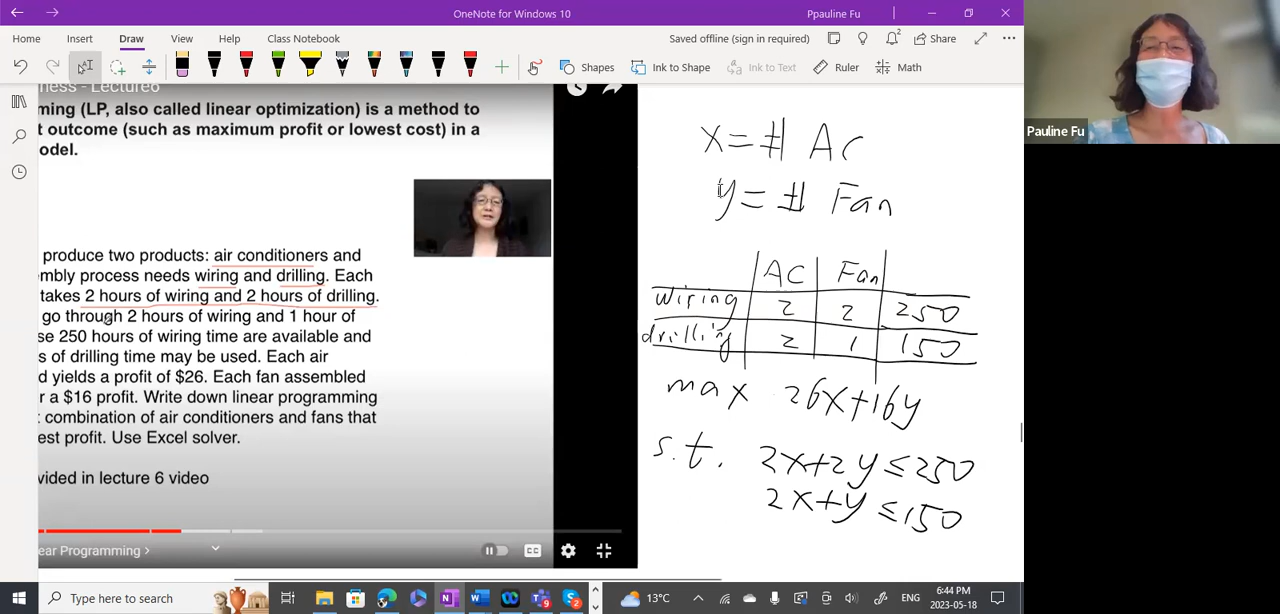 OneNote for Windows 10
Ppauline Fu
Home Insert Draw View Help Class Notebook
Saved offline (sign in required)
Share
Shapes
Ink to Shape
Ink to Text
Ruler
Math
ness - Lecture6
ming (LP, also called linear optimization) is a method to
t outcome (such as maximum profit or lowest cost) in a
odel.
produce two products: air conditioners and
embly process needs wiring and drilling. Each
takes 2 hours of wiring and 2 hours of drilling.
go through 2 hours of wiring and 1 hour of
se 250 hours of wiring time are available and
s of drilling time may be used. Each air
d yields a profit of $26. Each fan assembled
r a $16 profit. Write down linear programming
t combination of air conditioners and fans that
est profit. Use Excel solver.
vided in lecture 6 video
near Programming >
CC
x = # AC
y = # Fan
AC Fan
wiring 2 2 250
drilling 2 1 150
max 26x+16y
s.t. 2x+2y ≤ 250
2x+y ≤ 150
Pauline Fu
Type here to search
13°C
ENG
6:44 PM
2023-05-18